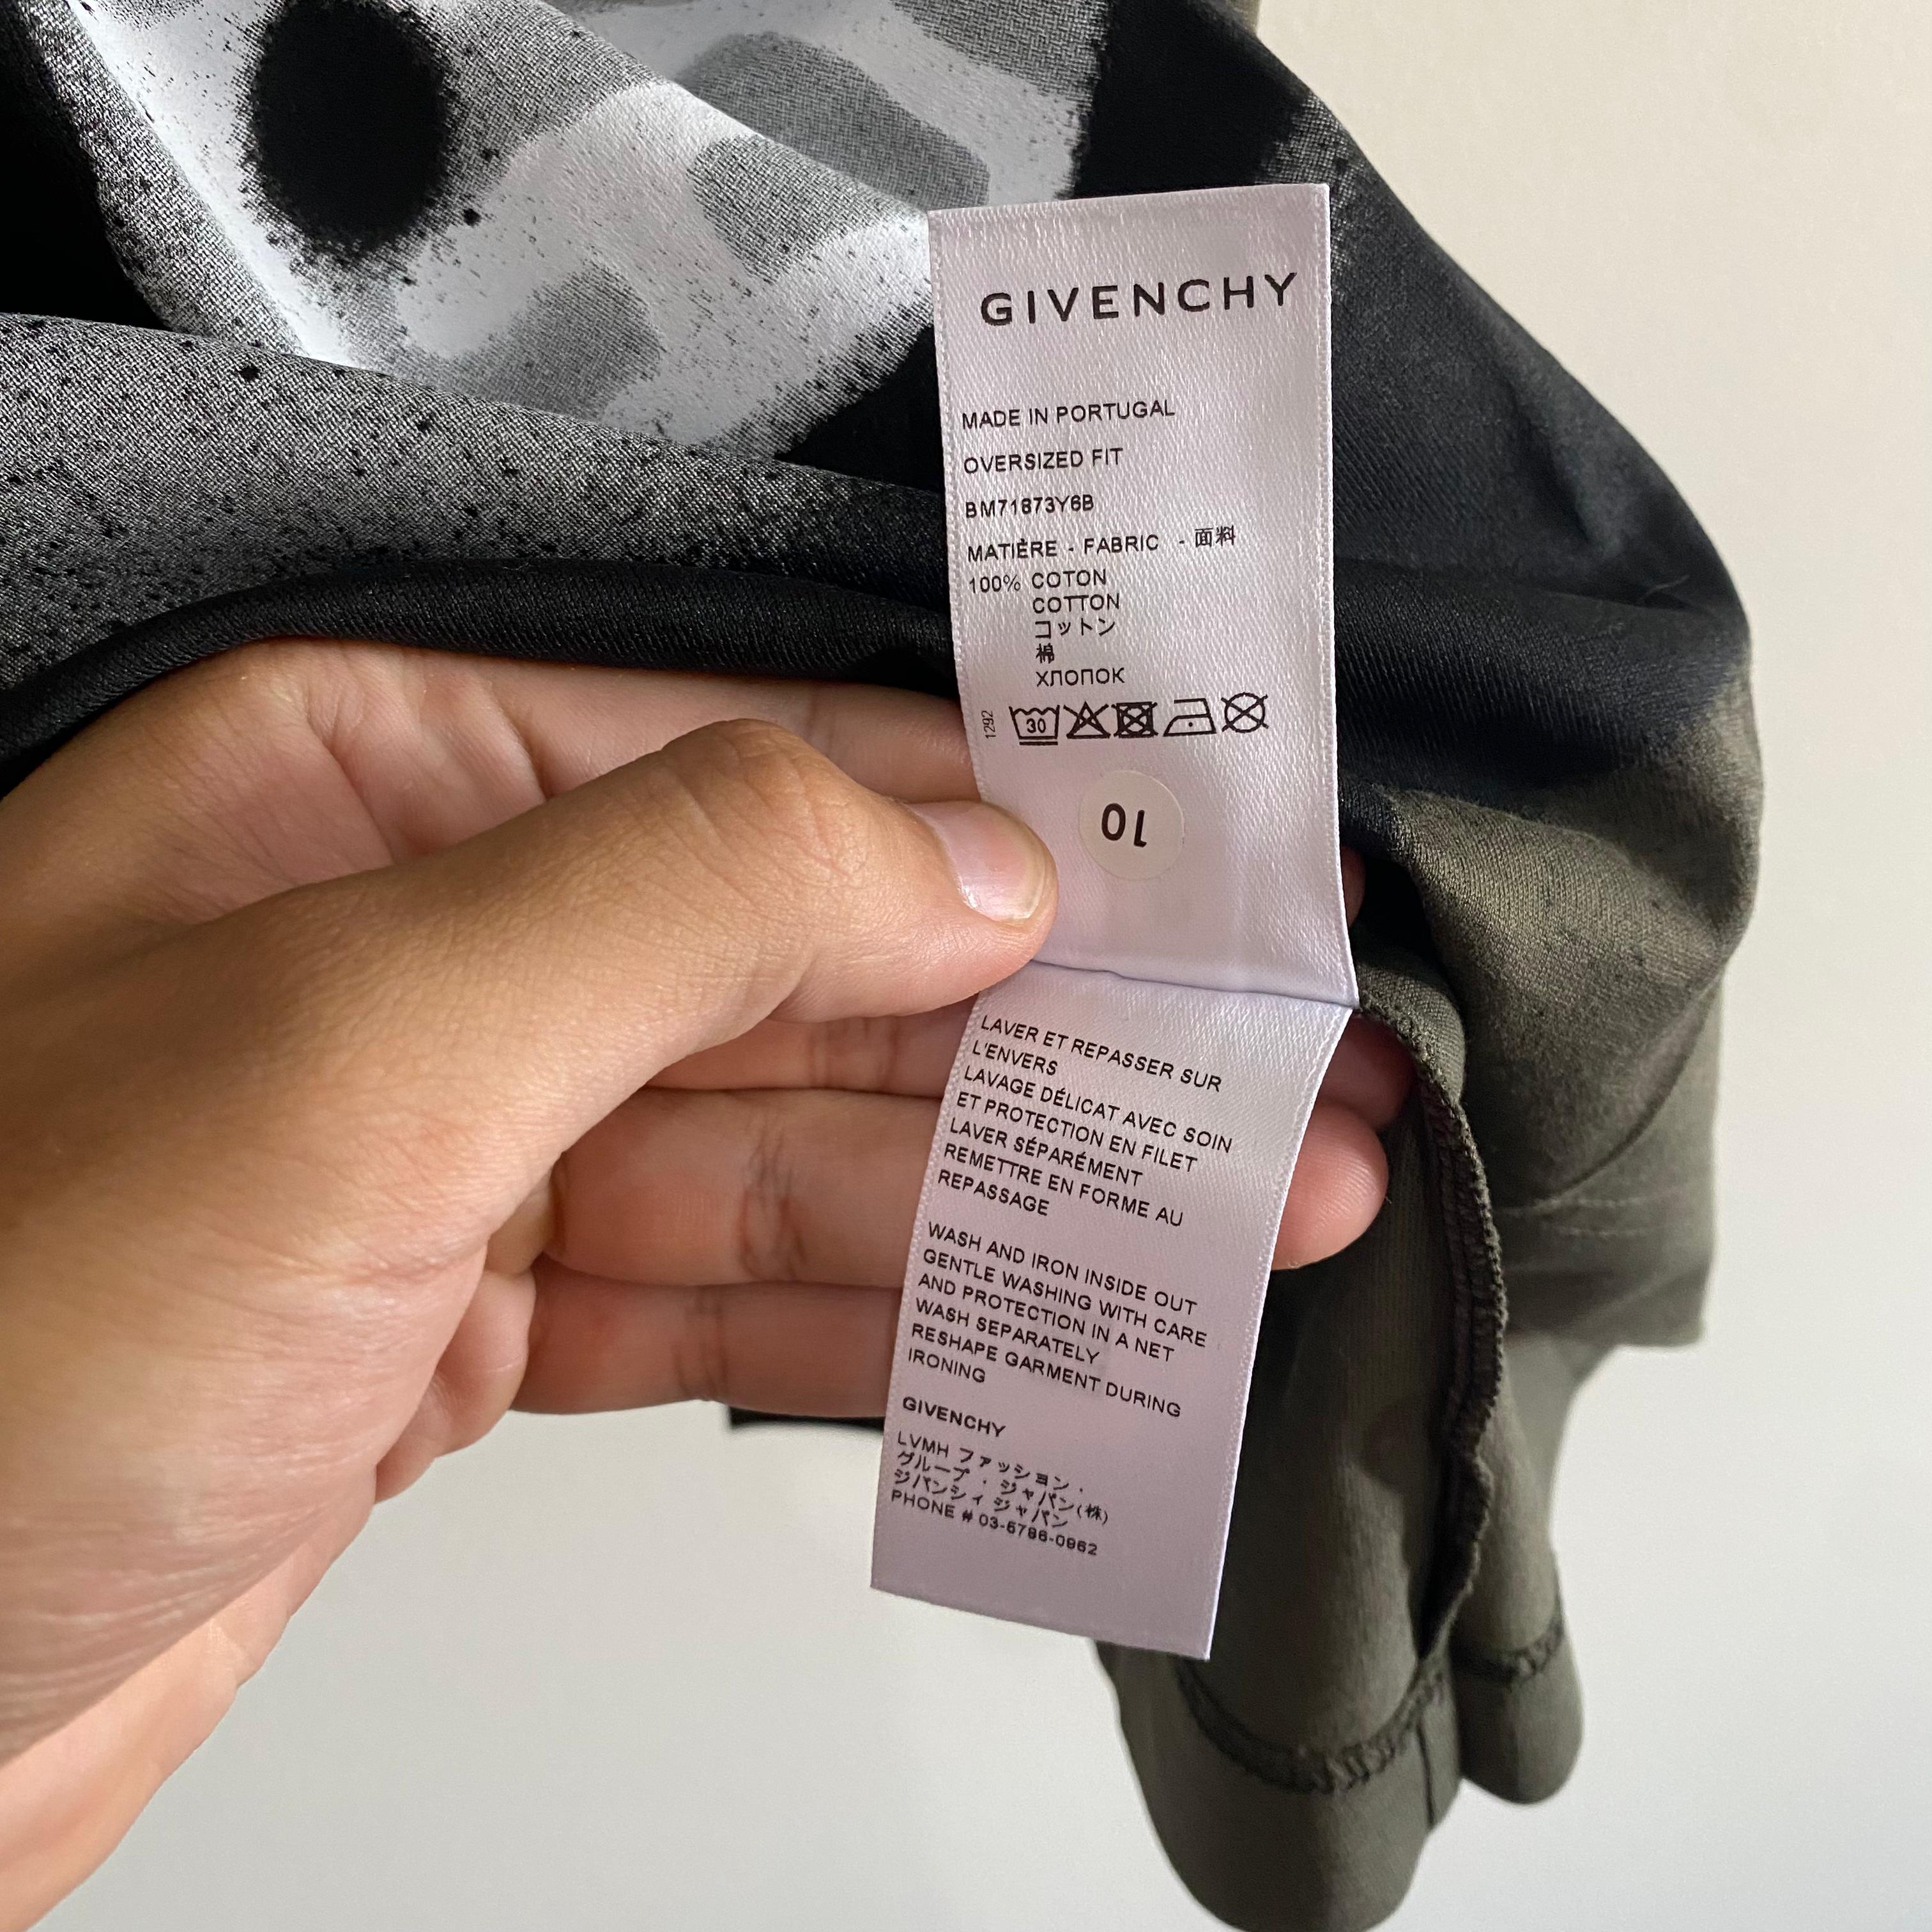 GIVENCHY
MADE IN PORTUGAL
OVERSIZED FIT
BM71873Y6B
MATIÈRE - FABRIC - 面料
100% COTON
COTTON
コットン
棉
ХЛОПОК
1292
30
10
LAVER ET REPASSER SUR
L'ENVERS
LAVAGE DÉLICAT AVEC SOIN
ET PROTECTION EN FILET
LAVER SÉPARÉMENT
REMETTRE EN FORME AU
REPASSAGE
WASH AND IRON INSIDE OUT
GENTLE WASHING WITH CARE
AND PROTECTION IN A NET
WASH SEPARATELY
RESHAPE GARMENT DURING
IRONING
GIVENCHY
LVMH ファッション・
グループ・ジャパン(株)
ジバンシィ ジャパン
PHONE # 03-6786-0962